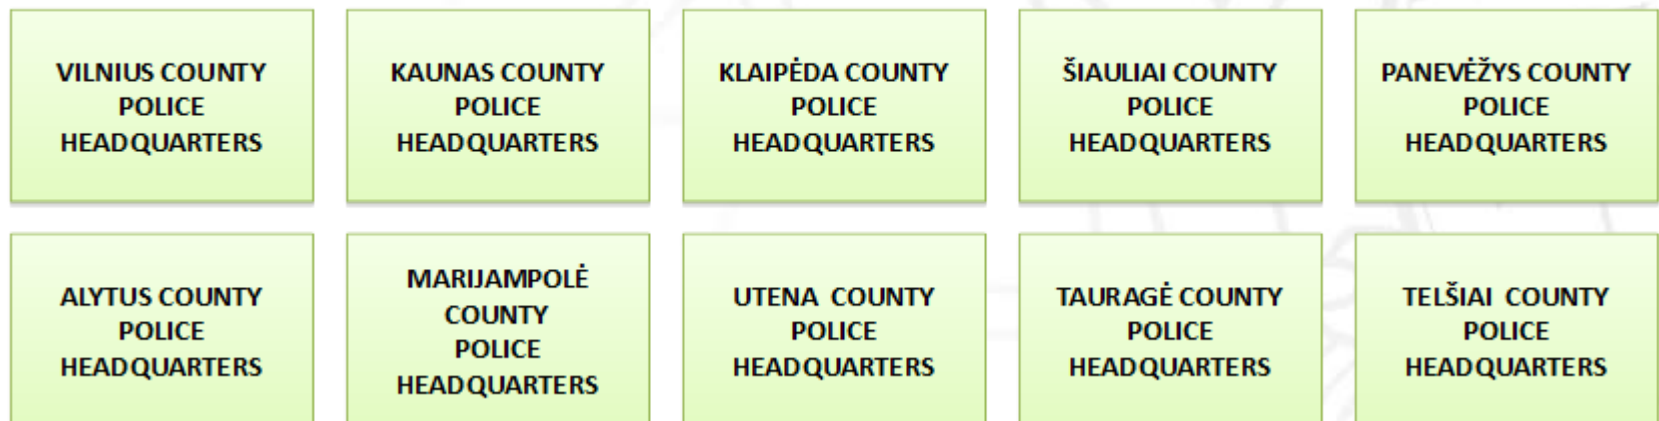 VILNIUS COUNTY
POLICE
HEADQUARTERS
KAUNAS COUNTY
POLICE
HEADQUARTERS
KLAIPĖDA COUNTY
POLICE
HEADQUARTERS
ŠIAULIAI COUNTY
POLICE
HEADQUARTERS
PANEVĖŽYS COUNTY
POLICE
HEADQUARTERS
ALYTUS COUNTY
POLICE
HEADQUARTERS
MARIJAMPOLĖ
COUNTY
POLICE
HEADQUARTERS
UTENA COUNTY
POLICE
HEADQUARTERS
TAURAGĖ COUNTY
POLICE
HEADQUARTERS
TELŠIAI COUNTY
POLICE
HEADQUARTERS